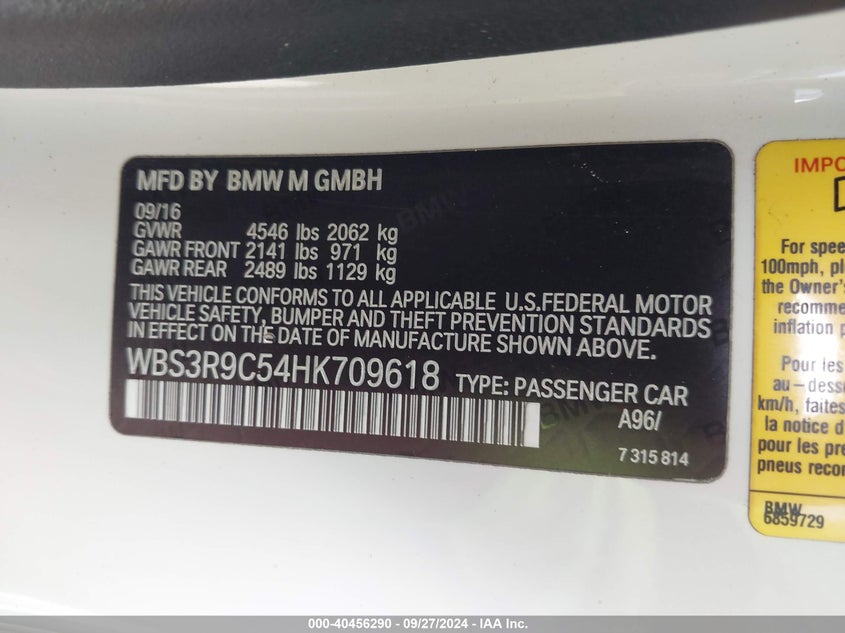 MFD BY BMW M GMBH
09/16
GVWR 4546 lbs 2062 kg
GAWR FRONT 2141 lbs 971 kg
GAWR REAR 2489 lbs 1129 kg
THIS VEHICLE CONFORMS TO ALL APPLICABLE U.S.FEDERAL MOTOR
VEHICLE SAFETY, BUMPER AND THEFT PREVENTION STANDARDS
IN EFFECT ON THE DATE OF MANUFACTURE SHOWN ABOVE.
WBS3R9C54HK709618 TYPE: PASSENGER CAR
A96/
7 315 814
IMPO
For spee
100mph, pl
the Owner's
recomme
inflation p
Pour les
au-dess
km/h, faites
la notice d
pour les pre
pneus recon
BMW
6859729
000-40456290 - 09/27/2024 - IAA Inc.